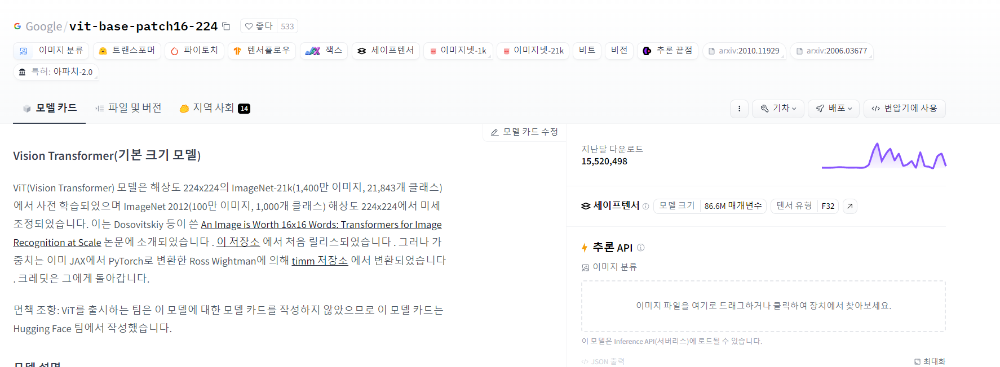 Google/vit-base-patch16-224 좋다 533
이미지 분류 트랜스포머 파이토치 텐서플로우 잭스 세이프텐서 이미지넷-1k 이미지넷-21k 비트 비전 추론 끝점 arxiv:2010.11929 arxiv:2006.03677
특허: 아파치-2.0
모델 카드 파일 및 버전 지역 사회 14 기차 배포 </> 변압기에 사용
모델 카드 수정
Vision Transformer(기본 크기 모델)
ViT(Vision Transformer) 모델은 해상도 224x224의 ImageNet-21k(1,400만 이미지, 21,843개 클래스)
에서 사전 학습되었으며 ImageNet 2012(100만 이미지, 1,000개 클래스) 해상도 224x224에서 미세
조정되었습니다. 이는 Dosovitskiy 등이 쓴 An Image is Worth 16x16 Words: Transformers for Image
Recognition at Scale 논문에 소개되었습니다 . 이 저장소 에서 처음 릴리스되었습니다 . 그러나 가
중치는 이미 JAX에서 PyTorch로 변환한 Ross Wightman에 의해 timm 저장소 에서 변환되었습니다
. 크레딧은 그에게 돌아갑니다.
면책 조항: ViT를 출시하는 팀은 이 모델에 대한 모델 카드를 작성하지 않았으므로 이 모델 카드는
Hugging Face 팀에서 작성했습니다.
모델 설명
지난달 다운로드
15,520,498
세이프텐서 모델 크기 86.6M 매개변수 텐서 유형 F32
추론 API
이미지 분류
이미지 파일을 여기로 드래그하거나 클릭하여 장치에서 찾아보세요.
이 모델은 Inference API(서버리스)에 로드될 수 있습니다.
</> JSON 출력 최대화